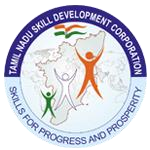 TAMIL NADU SKILL DEVELOPMENT CORPORATION
SKILLS FOR PROGRESS AND PROSPERITY